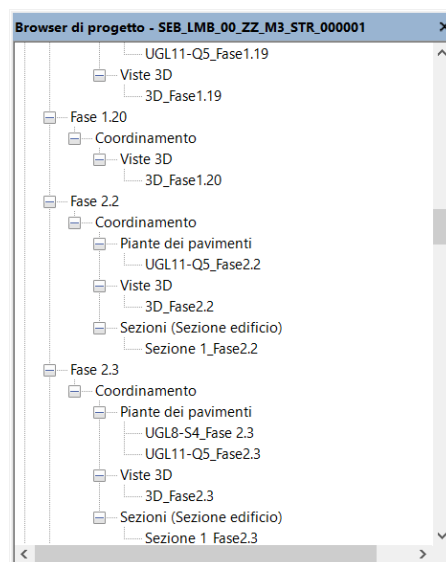 Browser di progetto - SEB_LMB_00_ZZ_M3_STR_000001
UGL11-Q5_Fase1.19
Viste 3D
3D_Fase1.19
Fase 1.20
Coordinamento
Viste 3D
3D_Fase1.20
Fase 2.2
Coordinamento
Piante dei pavimenti
UGL11-Q5_Fase2.2
Viste 3D
3D_Fase2.2
Sezioni (Sezione edificio)
Sezione 1_Fase2.2
Fase 2.3
Coordinamento
Piante dei pavimenti
UGL8-S4_Fase 2.3
UGL11-Q5_Fase2.3
Viste 3D
3D_Fase2.3
Sezioni (Sezione edificio)
Sezione 1_Fase2.3